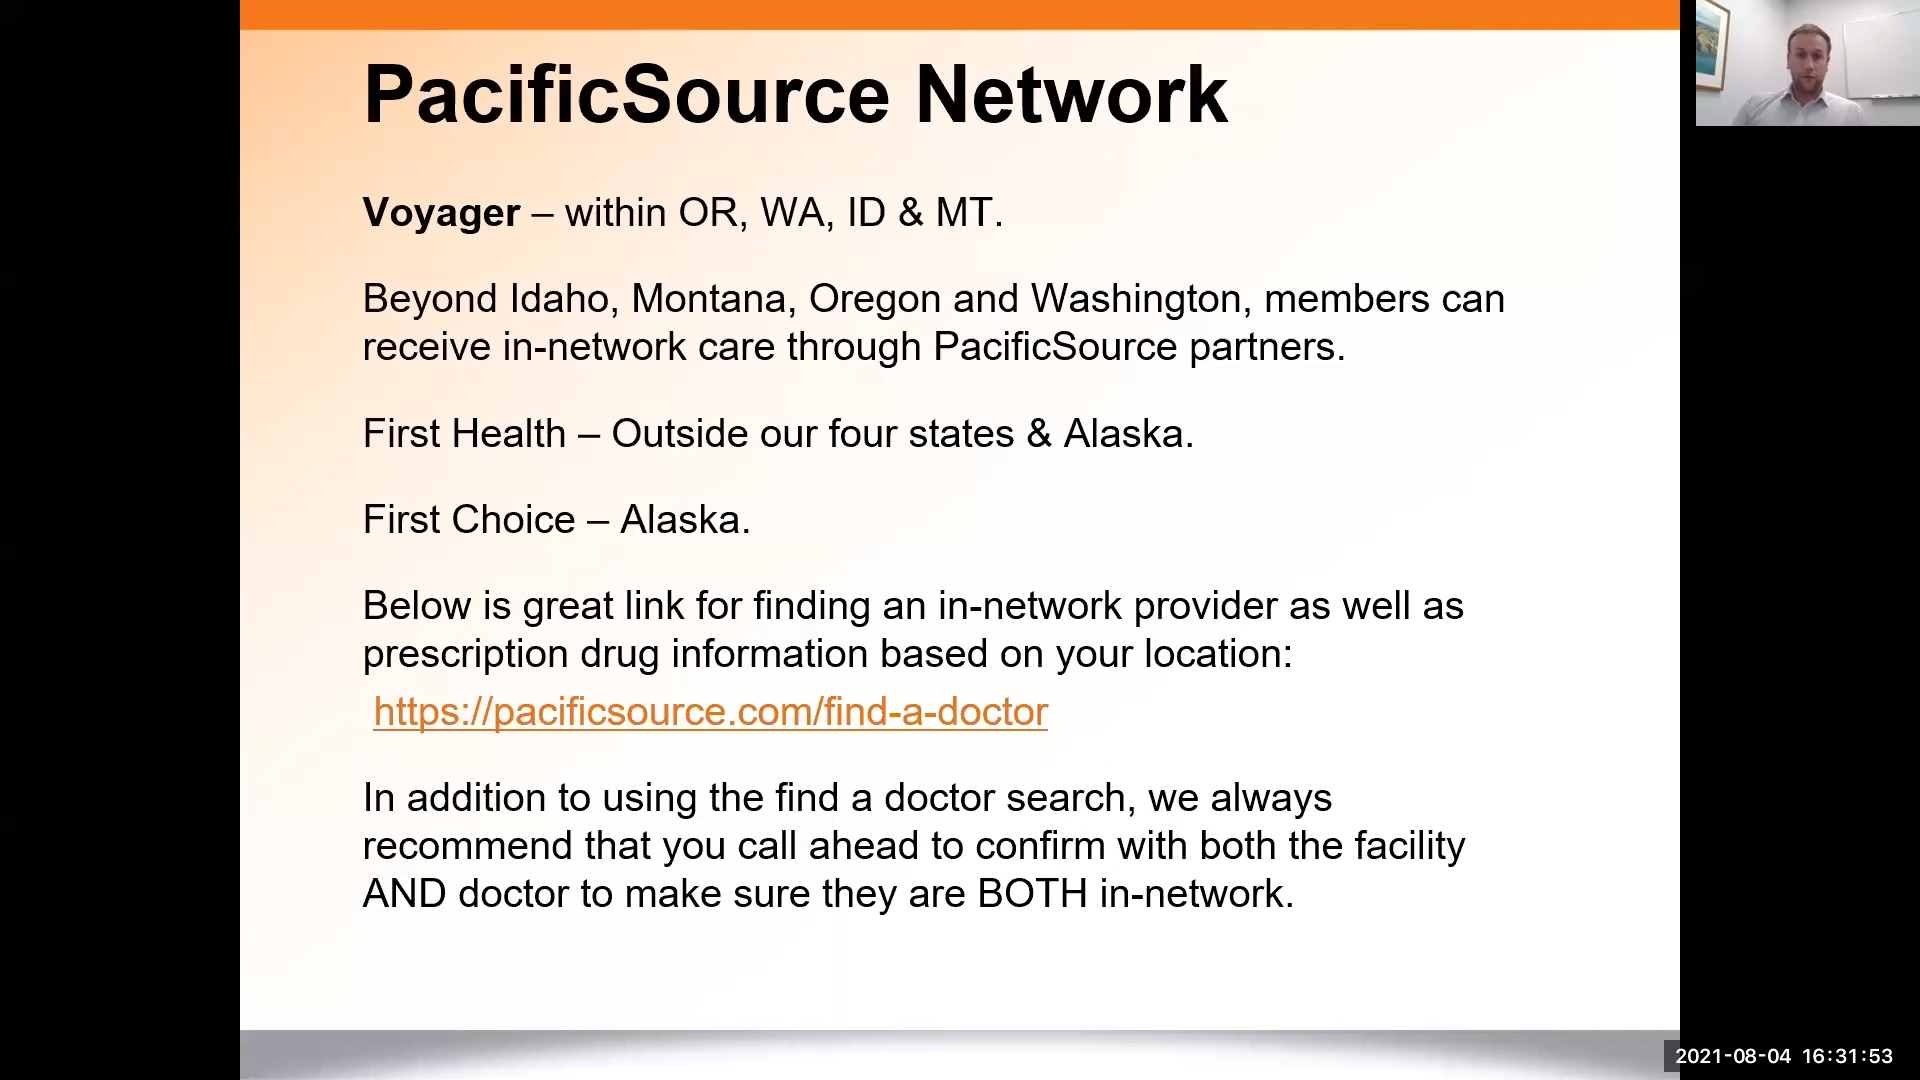 PacificSource Network
Voyager – within OR, WA, ID & MT.
Beyond Idaho, Montana, Oregon and Washington, members can
receive in-network care through PacificSource partners.
First Health – Outside our four states & Alaska.
First Choice – Alaska.
Below is great link for finding an in-network provider as well as
prescription drug information based on your location:
https://pacificsource.com/find-a-doctor
In addition to using the find a doctor search, we always
recommend that you call ahead to confirm with both the facility
AND doctor to make sure they are BOTH in-network.
2021-08-04 16:31:53